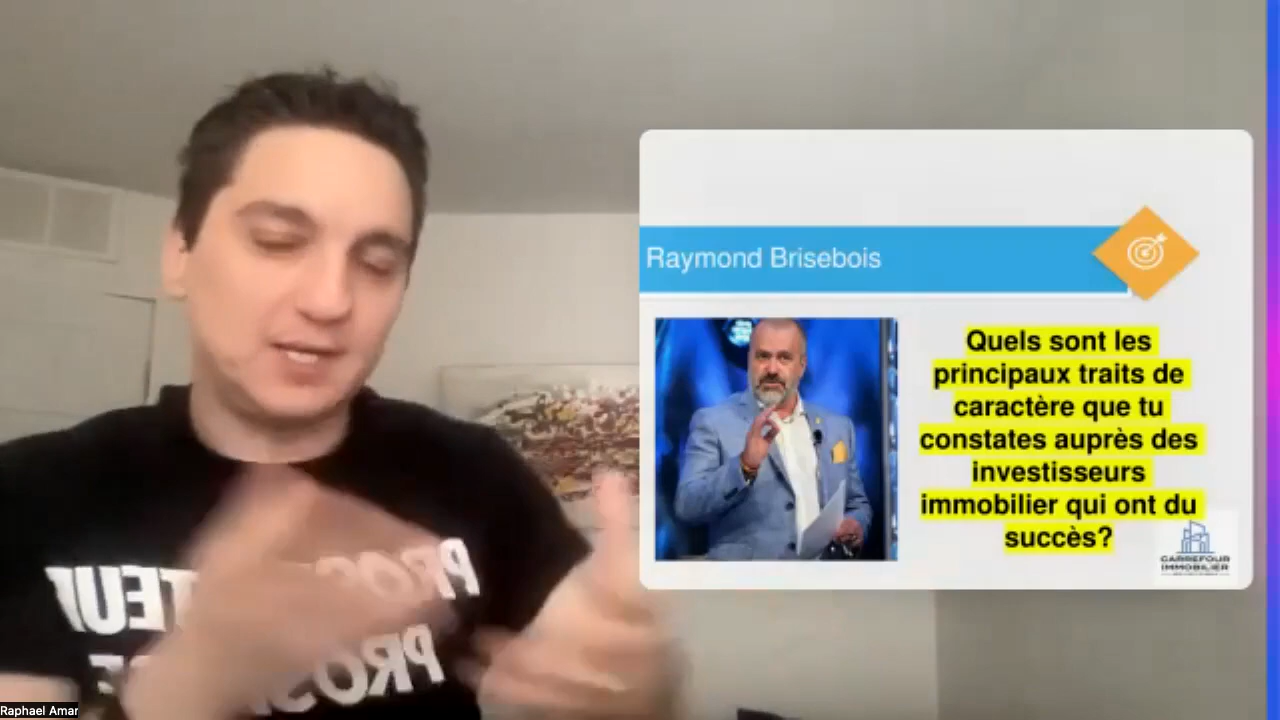 Raymond Brisebois
Quels sont les
principaux traits de
caractère que tu
constates auprès des
investisseurs
immobilier qui ont du
succès?
CARREFOUR
IMMOBILIER
Raphael Amar